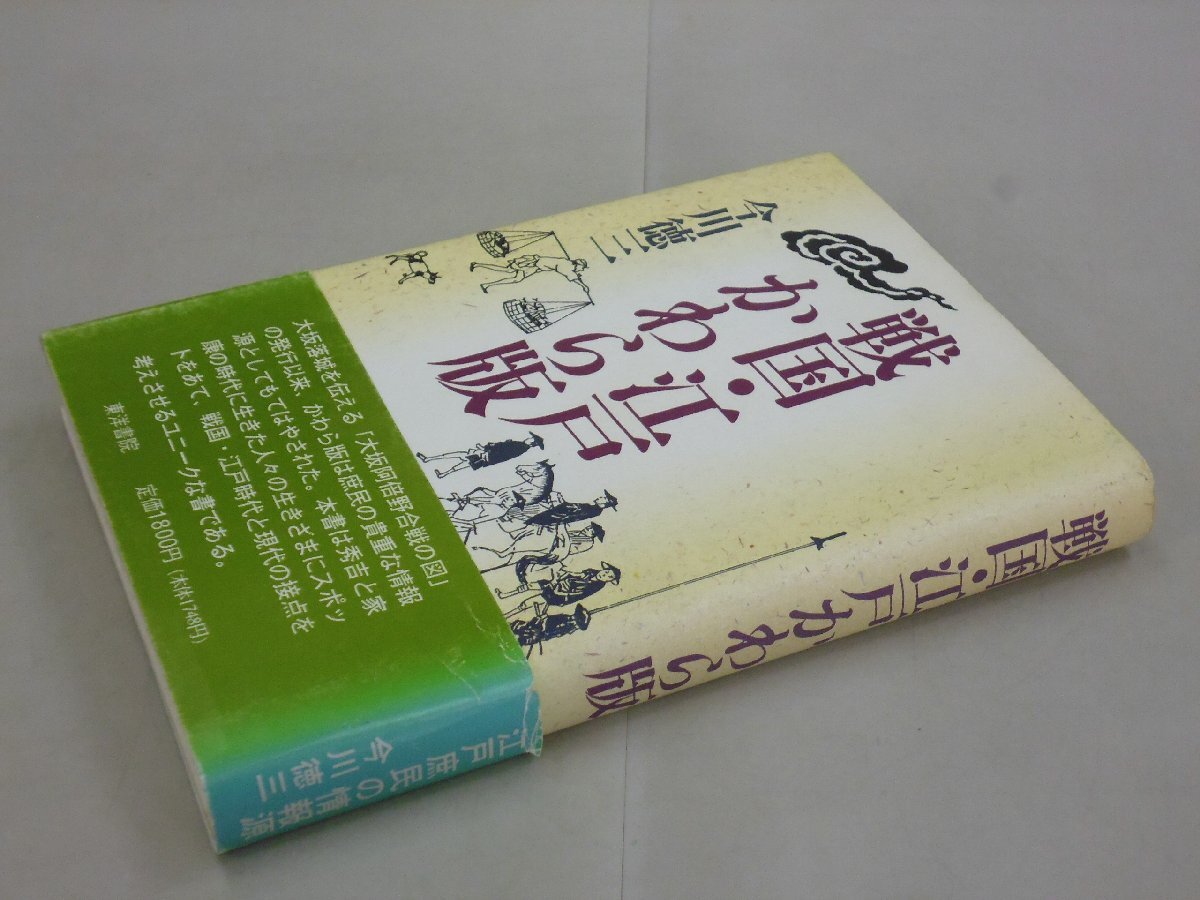 戦国・江戸
かわら版
今川徳三
大坂落城を伝える「大坂阿倍野合戦の図」
の発行以来、かわら版は庶民の貴重な情報
源としてもてはやされた。本書は秀吉と家
康の時代に生きた人々の生きざまにスポッ
トをあて、戦国・江戸時代と現代の接点を
考えさせるユニークな書である。
東洋書院
定価1800円(本体1748円)
戦国・江戸かわら版
江戸庶民の情報源
今川徳三